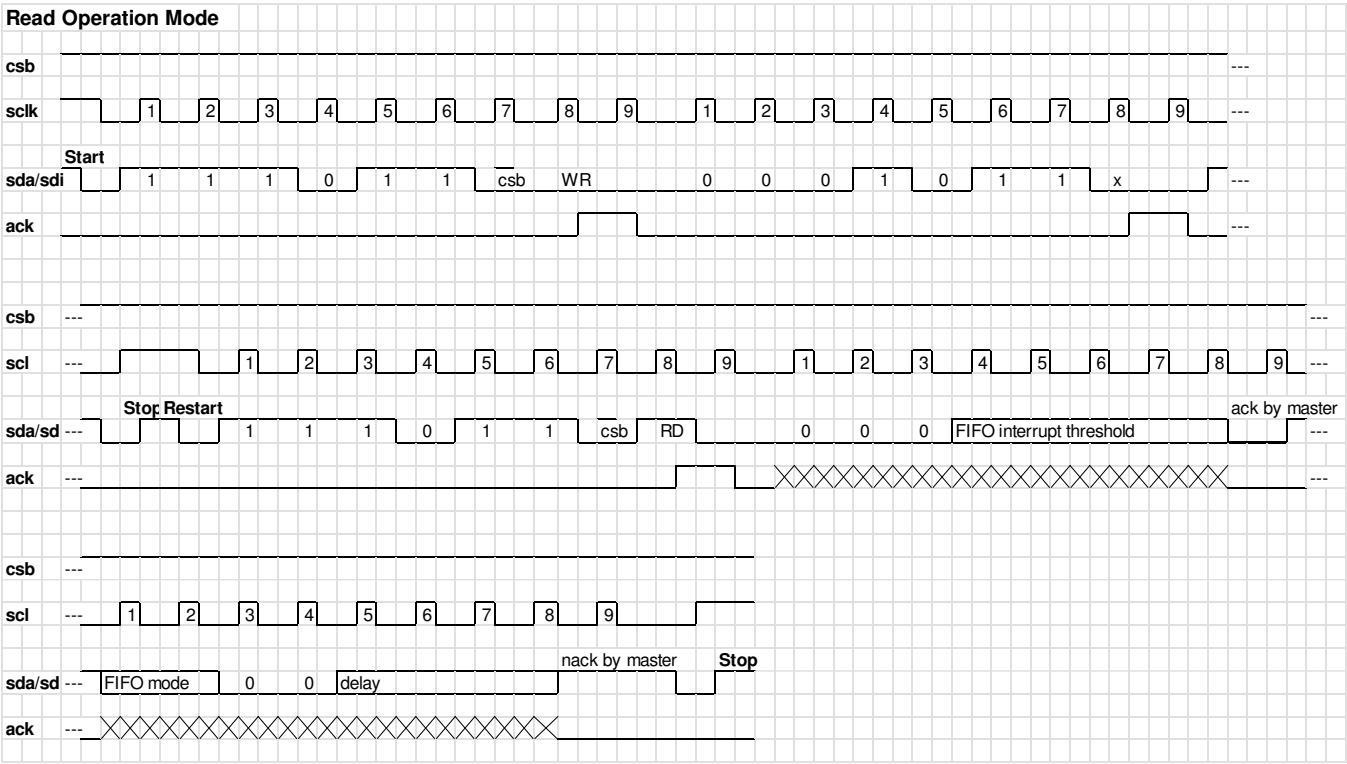 Read Operation Mode
csb ---
sclk 1 2 3 4 5 6 7 8 9 1 2 3 4 5 6 7 8 9 ---
Start
sda/sdi 1 1 1 0 1 1 csb WR 0 0 0 1 0 1 1 x ---
ack ---
csb --- ---
scl --- 1 2 3 4 5 6 7 8 9 1 2 3 4 5 6 7 8 9 ---
Stop Restart ack by master
sda/sd --- 1 1 1 0 1 1 csb RD 0 0 0 FIFO interrupt threshold ---
ack --- ---
csb ---
scl --- 1 2 3 4 5 6 7 8 9
nack by master Stop
sda/sd --- FIFO mode 0 0 delay
ack ---